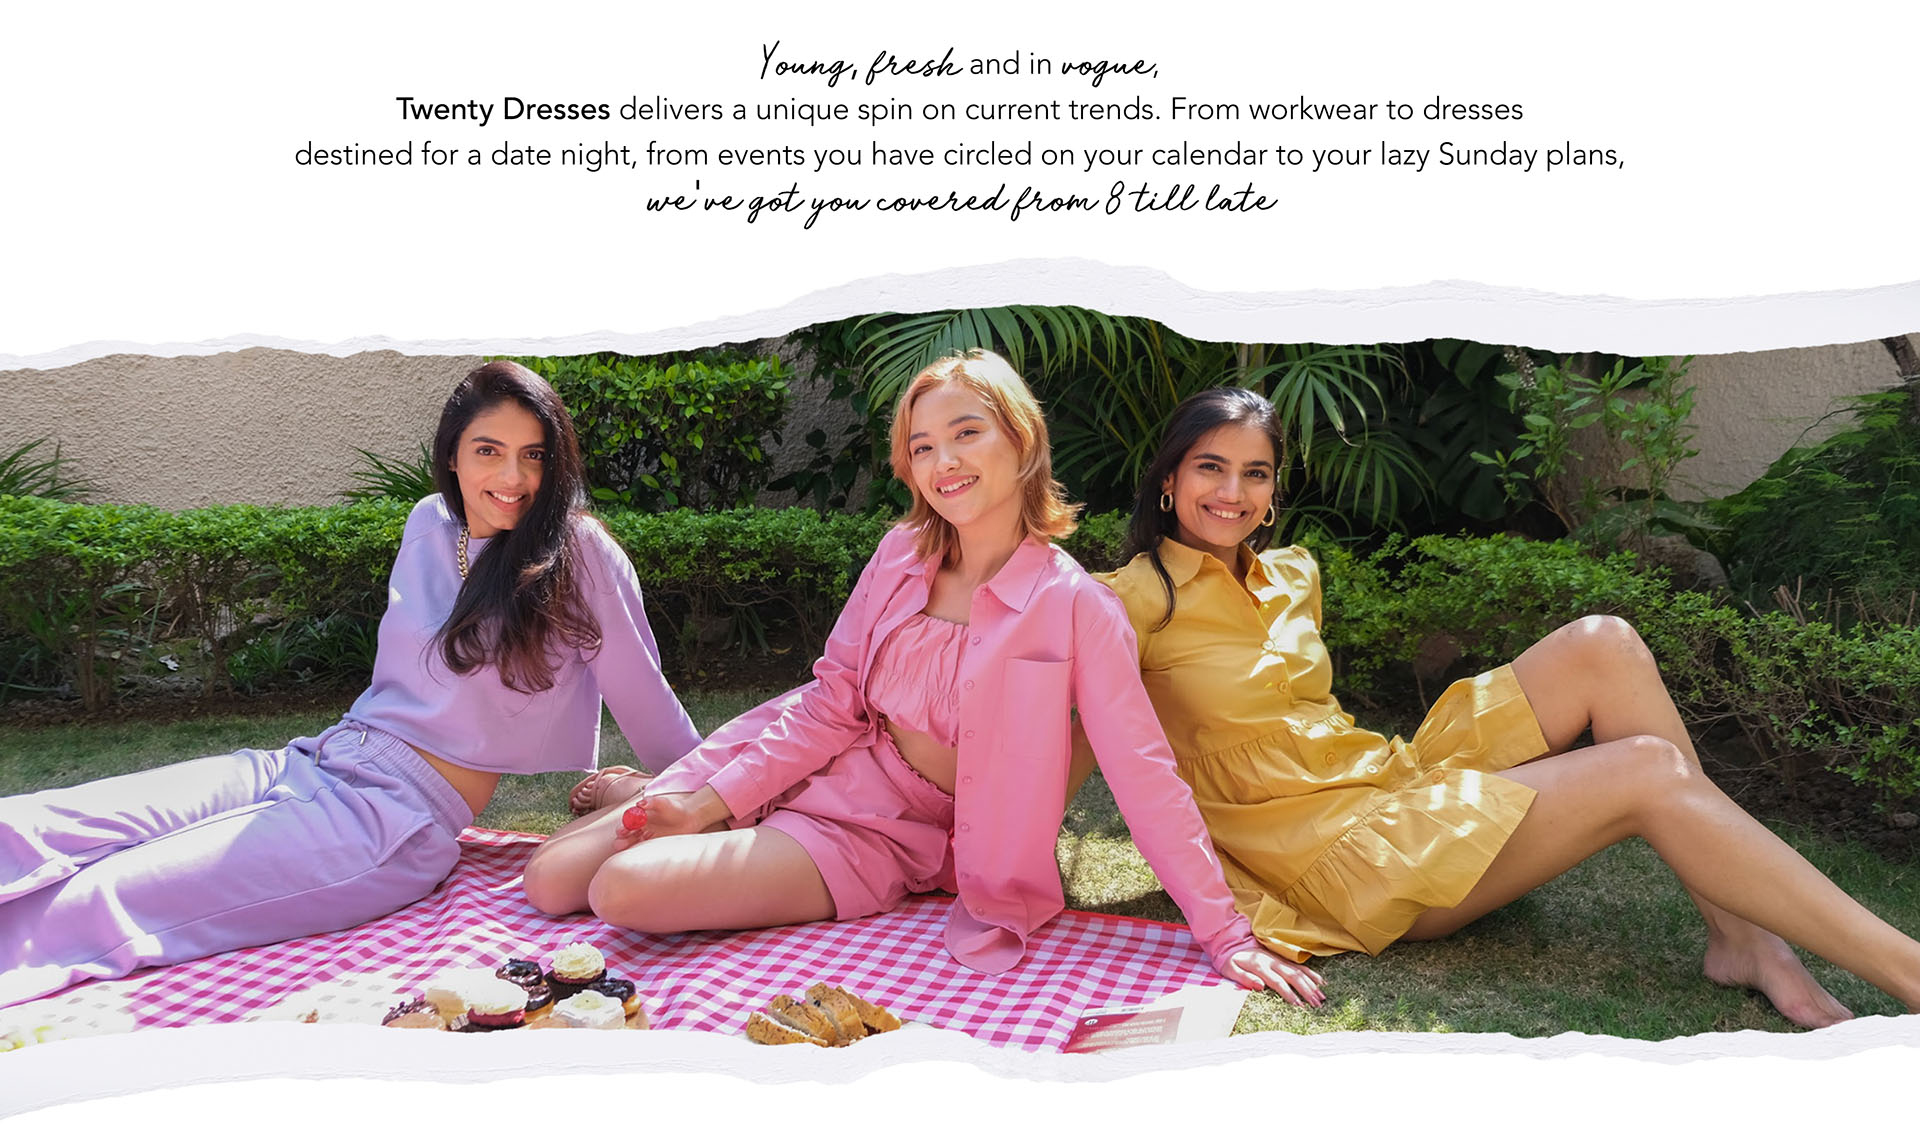 Young, fresh and in vogue,
Twenty Dresses delivers a unique spin on current trends. From workwear to dresses
destined for a date night, from events you have circled on your calendar to your lazy Sunday plans,
we've got you covered from 8 till late